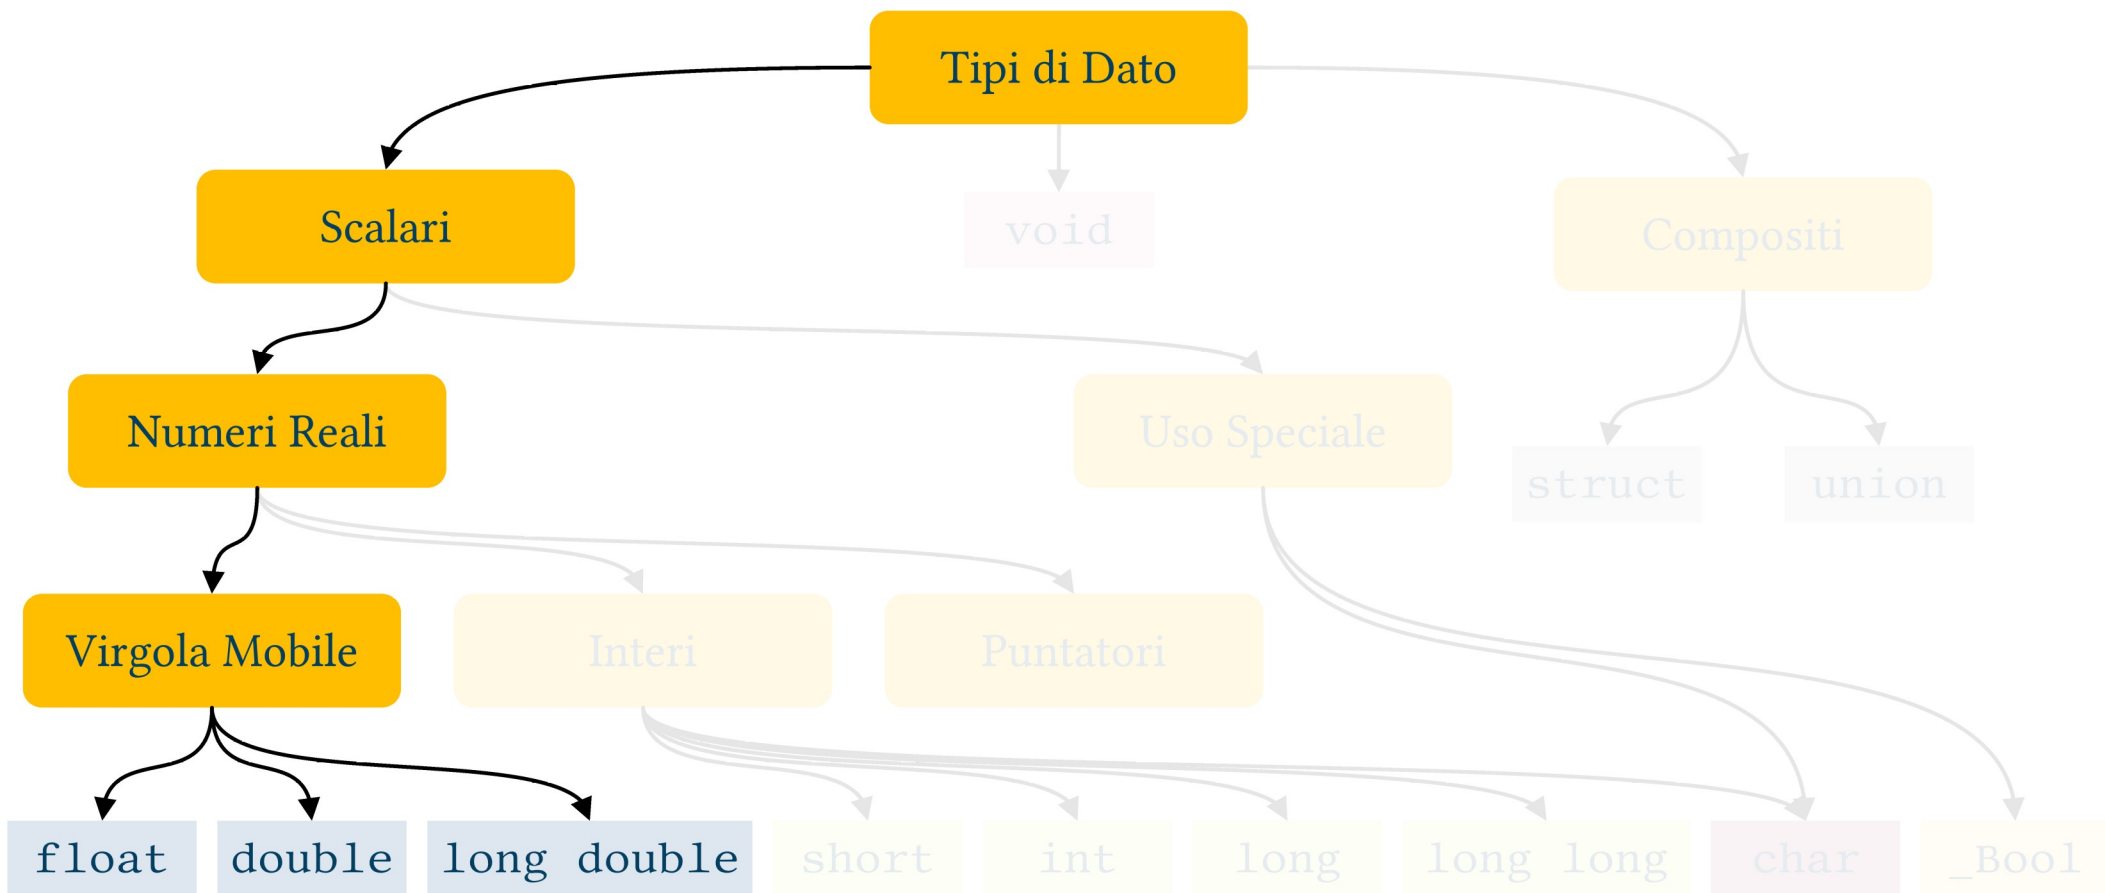 Tipi di Dato
Scalari
void
Compositi
Numeri Reali
Uso Speciale
struct
union
Virgola Mobile
Interi
Puntatori
float
double
long double
short
int
long
long long
char
_Bool